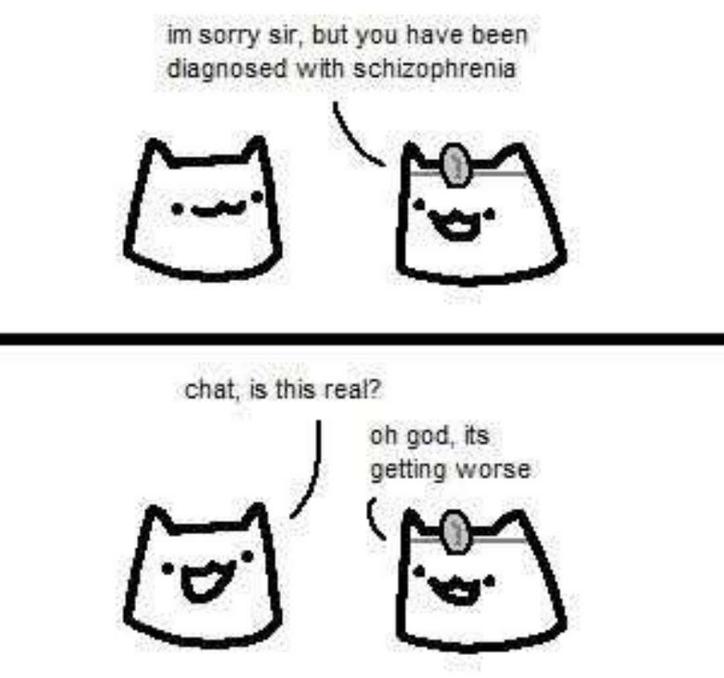 im sorry sir, but you have been
diagnosed with schizophrenia
chat, is this real?
oh god, its
getting worse